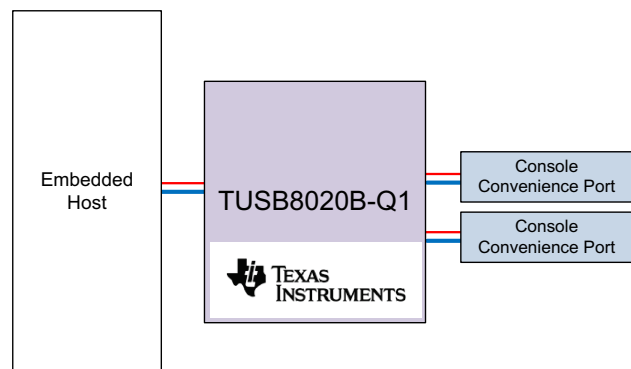 Embedded
Host
TUSB8020B-Q1
TEXAS
INSTRUMENTS
Console
Convenience Port
Console
Convenience Port